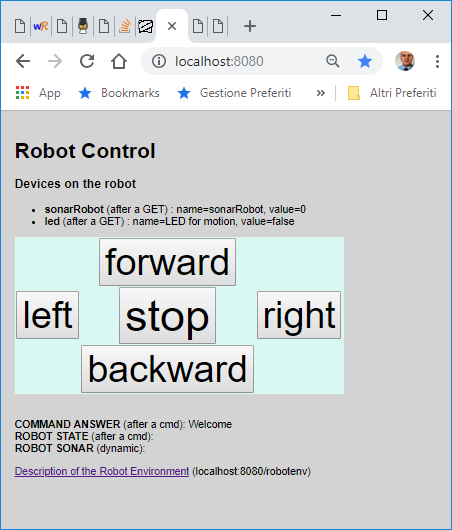 localhost:8080
App
Bookmarks
Gestione Preferiti
»
Altri Preferiti
Robot Control
Devices on the robot
• sonarRobot (after a GET) : name=sonarRobot, value=0
• led (after a GET) : name=LED for motion, value=false
forward
left stop right
backward
COMMAND ANSWER (after a cmd): Welcome
ROBOT STATE (after a cmd):
ROBOT SONAR (dynamic):
Description of the Robot Environment (localhost:8080/robotenv)